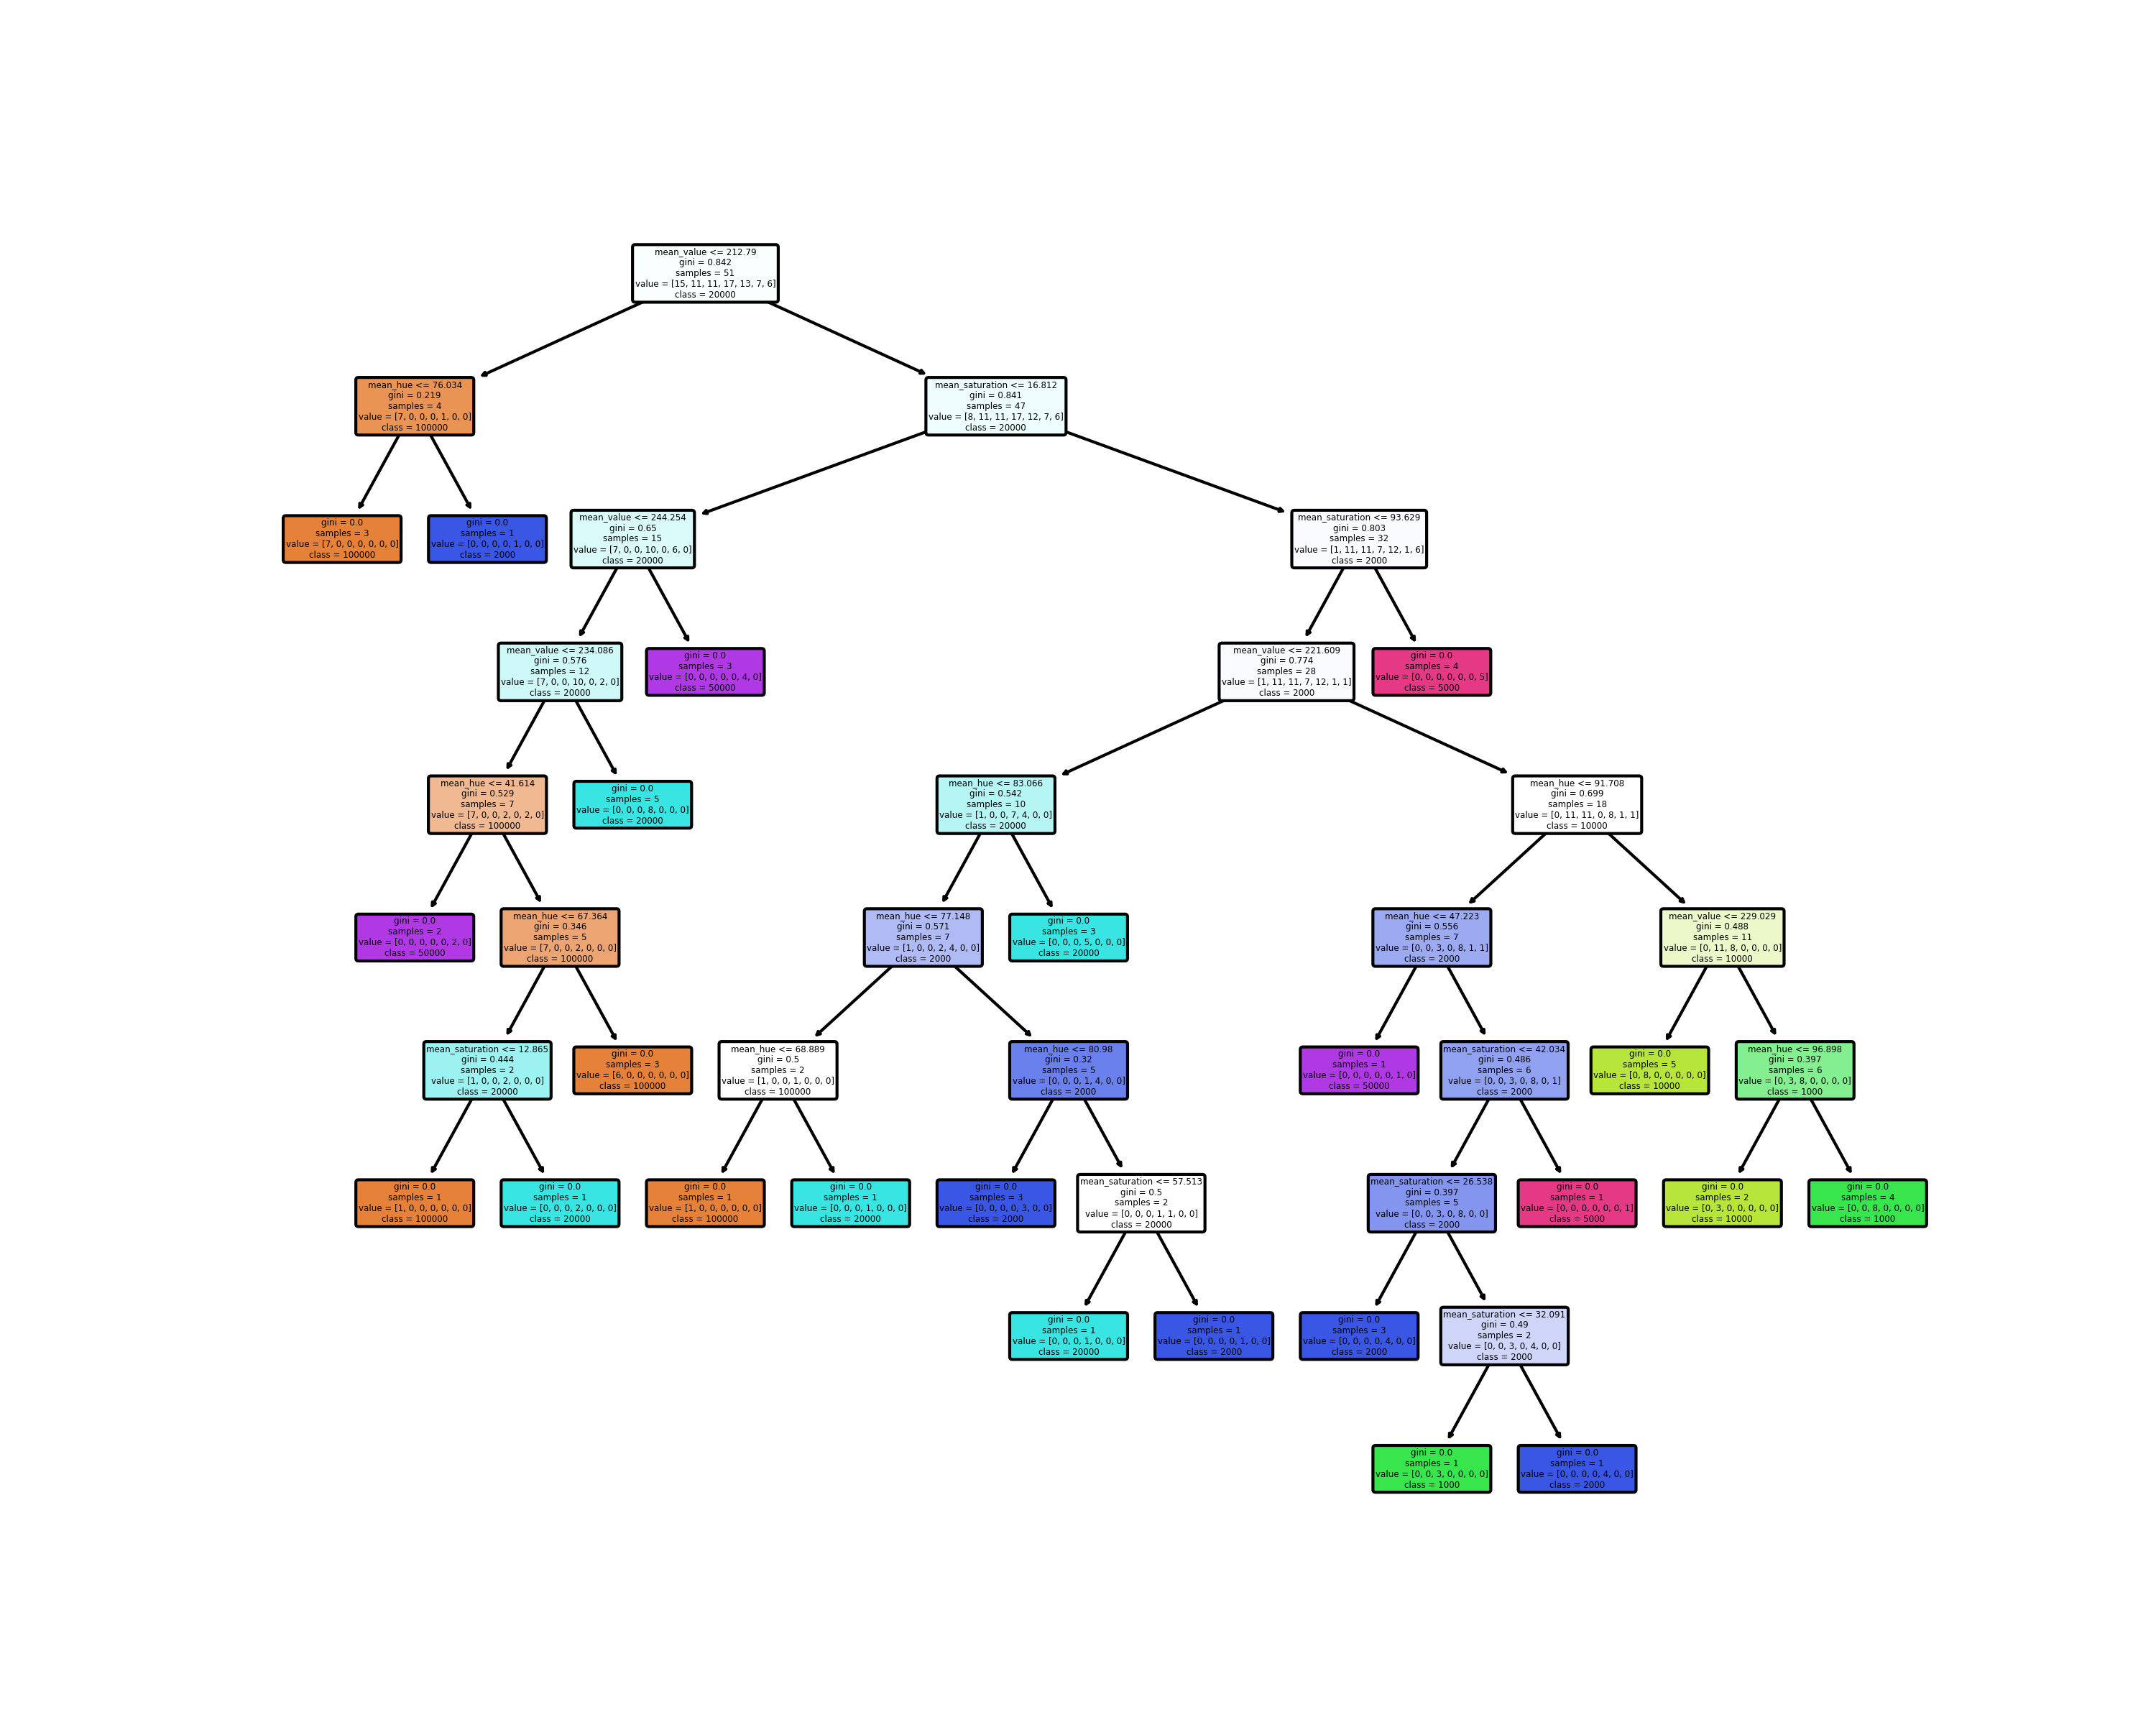 mean_value <= 212.79
gini = 0.842
samples = 51
value = [15, 11, 11, 17, 13, 7, 6]
class = 20000
mean_hue <= 76.034
gini = 0.219
samples = 4
value = [7, 0, 0, 0, 1, 0, 0]
class = 100000
mean_saturation <= 16.812
gini = 0.841
samples = 47
value = [8, 11, 11, 17, 12, 7, 6]
class = 20000
gini = 0.0
samples = 3
value = [7, 0, 0, 0, 0, 0, 0]
class = 100000
gini = 0.0
samples = 1
value = [0, 0, 0, 0, 1, 0, 0]
class = 2000
mean_value <= 244.254
gini = 0.65
samples = 15
value = [7, 0, 0, 10, 0, 6, 0]
class = 20000
mean_saturation <= 93.629
gini = 0.803
samples = 32
value = [1, 11, 11, 7, 12, 1, 6]
class = 2000
mean_value <= 234.086
gini = 0.576
samples = 12
value = [7, 0, 0, 10, 0, 2, 0]
class = 20000
gini = 0.0
samples = 3
value = [0, 0, 0, 0, 0, 4, 0]
class = 50000
mean_value <= 221.609
gini = 0.774
samples = 28
value = [1, 11, 11, 7, 12, 1, 1]
class = 2000
gini = 0.0
samples = 4
value = [0, 0, 0, 0, 0, 0, 5]
class = 5000
mean_hue <= 41.614
gini = 0.529
samples = 7
value = [7, 0, 0, 2, 0, 2, 0]
class = 100000
gini = 0.0
samples = 5
value = [0, 0, 0, 8, 0, 0, 0]
class = 20000
mean_hue <= 83.066
gini = 0.542
samples = 10
value = [1, 0, 0, 7, 4, 0, 0]
class = 20000
mean_hue <= 91.708
gini = 0.699
samples = 18
value = [0, 11, 11, 0, 8, 1, 1]
class = 10000
gini = 0.0
samples = 2
value = [0, 0, 0, 0, 0, 2, 0]
class = 50000
mean_hue <= 67.364
gini = 0.346
samples = 5
value = [7, 0, 0, 2, 0, 0, 0]
class = 100000
mean_hue <= 77.148
gini = 0.571
samples = 7
value = [1, 0, 0, 2, 4, 0, 0]
class = 2000
gini = 0.0
samples = 3
value = [0, 0, 0, 5, 0, 0, 0]
class = 20000
mean_hue <= 47.223
gini = 0.556
samples = 7
value = [0, 0, 3, 0, 8, 1, 1]
class = 2000
mean_value <= 229.029
gini = 0.488
samples = 11
value = [0, 11, 8, 0, 0, 0, 0]
class = 10000
mean_saturation <= 12.865
gini = 0.444
samples = 2
value = [1, 0, 0, 2, 0, 0, 0]
class = 20000
gini = 0.0
samples = 3
value = [6, 0, 0, 0, 0, 0, 0]
class = 100000
mean_hue <= 68.889
gini = 0.5
samples = 2
value = [1, 0, 0, 1, 0, 0, 0]
class = 100000
mean_hue <= 80.98
gini = 0.32
samples = 5
value = [0, 0, 0, 1, 4, 0, 0]
class = 2000
gini = 0.0
samples = 1
value = [0, 0, 0, 0, 0, 1, 0]
class = 50000
mean_saturation <= 42.034
gini = 0.486
samples = 6
value = [0, 0, 3, 0, 8, 0, 1]
class = 2000
gini = 0.0
samples = 5
value = [0, 8, 0, 0, 0, 0, 0]
class = 10000
mean_hue <= 96.898
gini = 0.397
samples = 6
value = [0, 3, 8, 0, 0, 0, 0]
class = 1000
gini = 0.0
samples = 1
value = [1, 0, 0, 0, 0, 0, 0]
class = 100000
gini = 0.0
samples = 1
value = [0, 0, 0, 2, 0, 0, 0]
class = 20000
gini = 0.0
samples = 1
value = [1, 0, 0, 0, 0, 0, 0]
class = 100000
gini = 0.0
samples = 1
value = [0, 0, 0, 1, 0, 0, 0]
class = 20000
gini = 0.0
samples = 3
value = [0, 0, 0, 0, 3, 0, 0]
class = 2000
mean_saturation <= 57.513
gini = 0.5
samples = 2
value = [0, 0, 0, 1, 1, 0, 0]
class = 20000
mean_saturation <= 26.538
gini = 0.397
samples = 5
value = [0, 0, 3, 0, 8, 0, 0]
class = 2000
gini = 0.0
samples = 1
value = [0, 0, 0, 0, 0, 0, 1]
class = 5000
gini = 0.0
samples = 2
value = [0, 3, 0, 0, 0, 0, 0]
class = 10000
gini = 0.0
samples = 4
value = [0, 0, 8, 0, 0, 0, 0]
class = 1000
gini = 0.0
samples = 1
value = [0, 0, 0, 1, 0, 0, 0]
class = 20000
gini = 0.0
samples = 1
value = [0, 0, 0, 0, 1, 0, 0]
class = 2000
gini = 0.0
samples = 3
value = [0, 0, 0, 0, 4, 0, 0]
class = 2000
mean_saturation <= 32.091
gini = 0.49
samples = 2
value = [0, 0, 3, 0, 4, 0, 0]
class = 2000
gini = 0.0
samples = 1
value = [0, 0, 3, 0, 0, 0, 0]
class = 1000
gini = 0.0
samples = 1
value = [0, 0, 0, 0, 4, 0, 0]
class = 2000